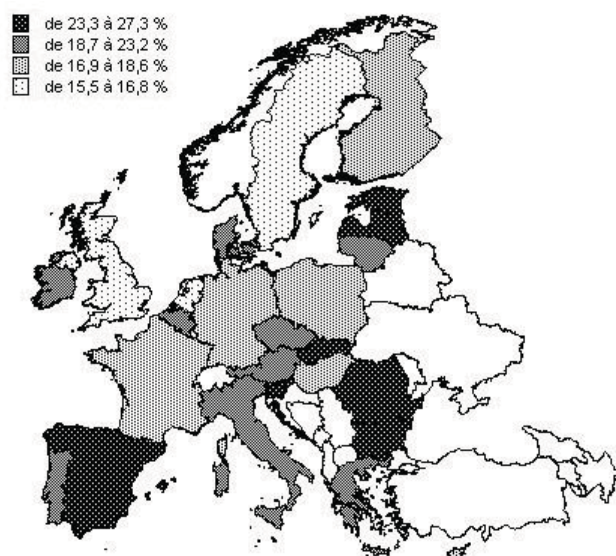 de 23,3 à 27,3 %
de 18,7 à 23,2 %
de 16,9 à 18,6 %
de 15,5 à 16,8 %